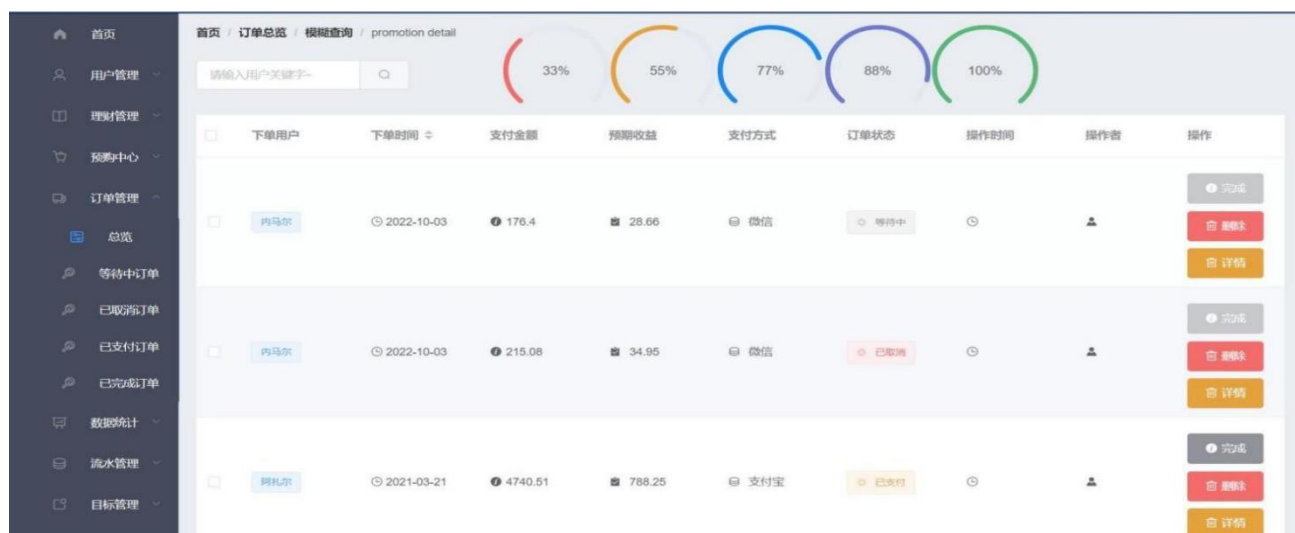 首页
用户管理
理财管理
预购中心
订单管理
总览
等待中订单
已取消订单
已支付订单
已完成订单
数据统计
流水管理
目标管理
首页 / 订单总览 / 模糊查询 / promotion detail
请输入用户关键字~
33% 55% 77% 88% 100%
下单用户 下单时间 支付金额 预期收益 支付方式 订单状态 操作时间 操作者 操作
完成
内马尔 2022-10-03 176.4 28.66 微信 等待中 删除
详情
完成
内马尔 2022-10-03 215.08 34.95 微信 已取消 删除
详情
完成
阿扎尔 2021-03-21 4740.51 788.25 支付宝 已支付 删除
详情